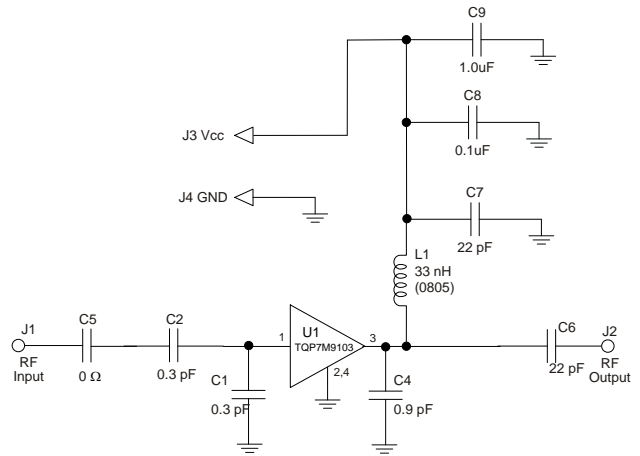 C9
1.0uF
C8
J3 Vcc
0.1uF
C7
J4 GND
22 pF
L1
33 nH
(0805)
J1
C5
C2
U1
C6
J2
1
TQP7M9103
3
RF
Input
0 Ω
0.3 pF
C1
0.3 pF
2,4
C4
0.9 pF
22 pF
RF
Output